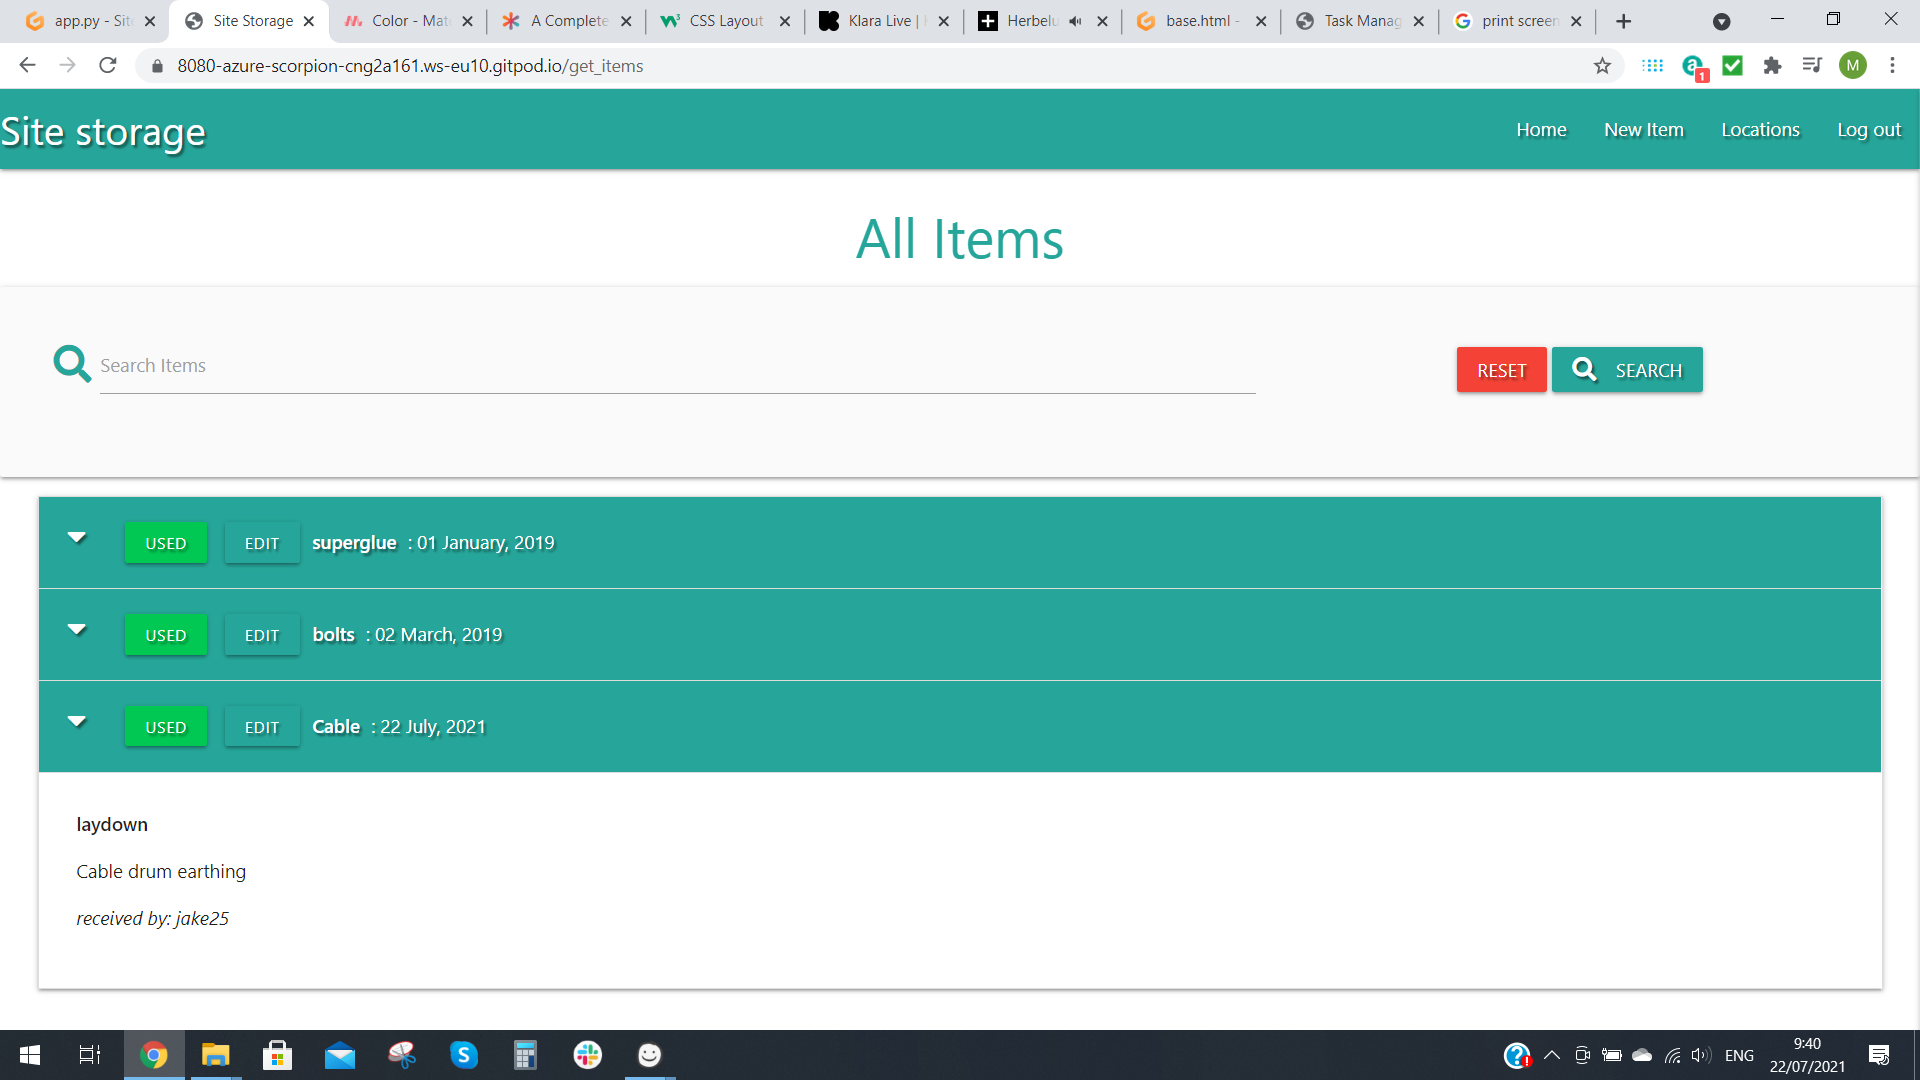 app.py - Sit
Site Storage
Color - Mat
A Complete
CSS Layout
Klara Live |
Herbelu
base.html -
Task Manag
print screen
8080-azure-scorpion-cng2a161.ws-eu10.gitpod.io/get_items
1
M
Site storage
Home
New Item
Locations
Log out
All Items
Search Items
RESET
SEARCH
USED EDIT superglue : 01 January, 2019
USED EDIT bolts : 02 March, 2019
USED EDIT Cable : 22 July, 2021
laydown
Cable drum earthing
received by: jake25
ENG
9:40
22/07/2021